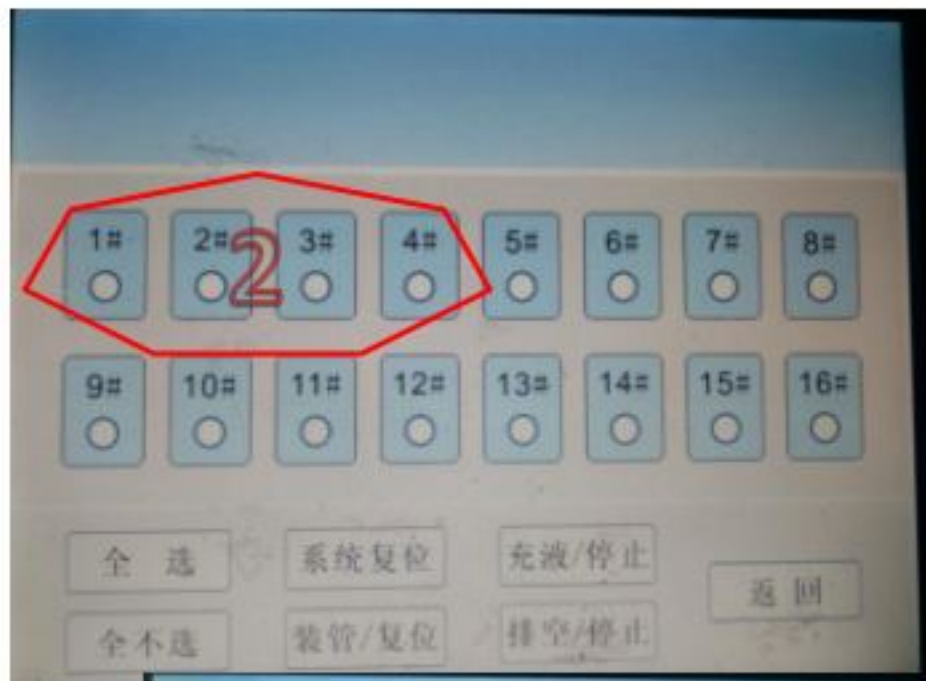 1# 2# 3# 4# 5# 6# 7# 8#
2
9# 10# 11# 12# 13# 14# 15# 16#
全 选 系统复位 充液/停止
返 回
全不选 装管/复位 排空/停止